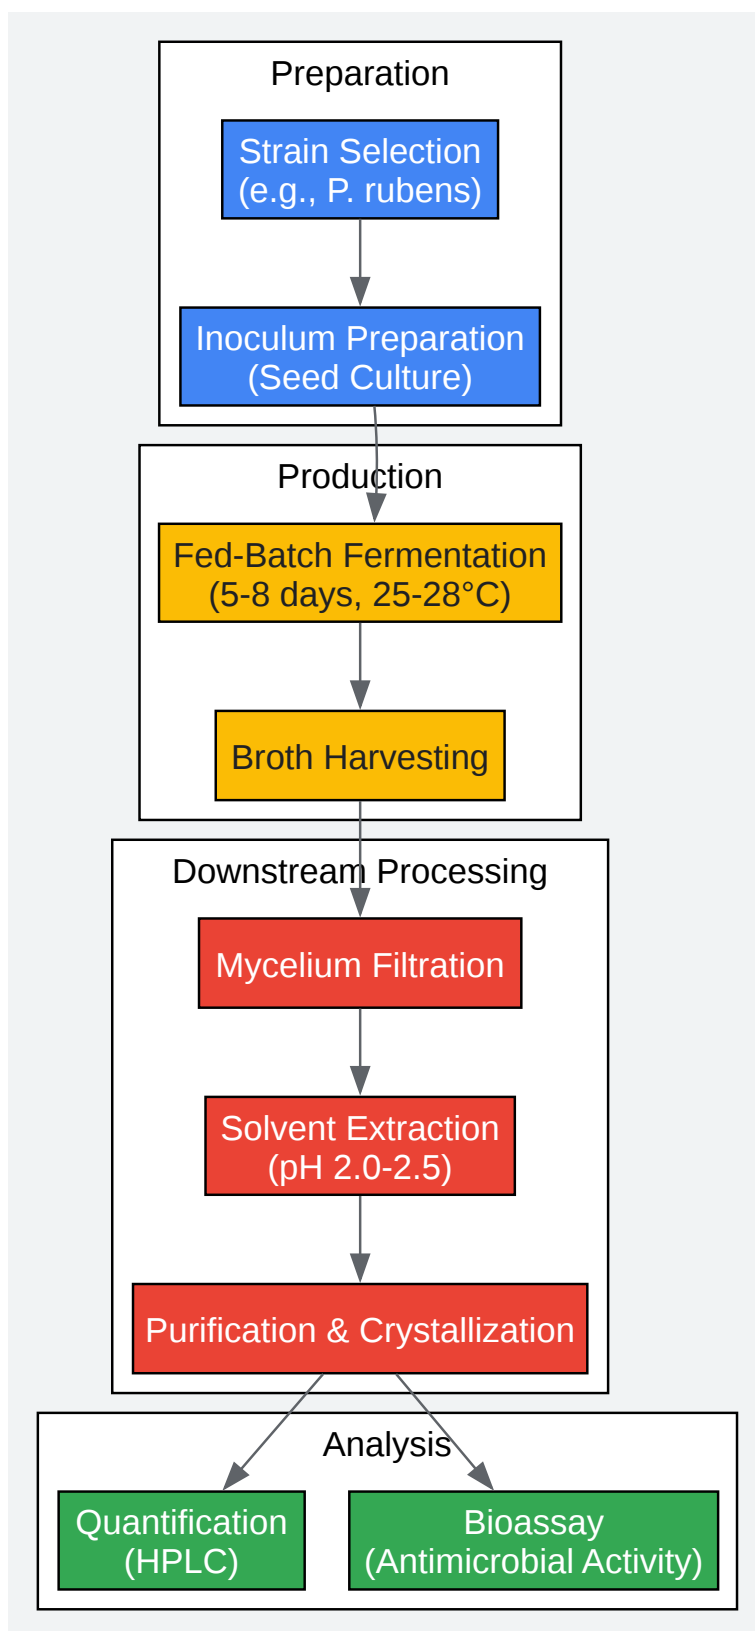 Preparation
Strain Selection
(e.g., P. rubens)
Inoculum Preparation
(Seed Culture)
Production
Fed-Batch Fermentation
(5-8 days, 25-28°C)
Broth Harvesting
Downstream Processing
Mycelium Filtration
Solvent Extraction
(pH 2.0-2.5)
Purification & Crystallization
Analysis
Quantification
(HPLC)
Bioassay
(Antimicrobial Activity)